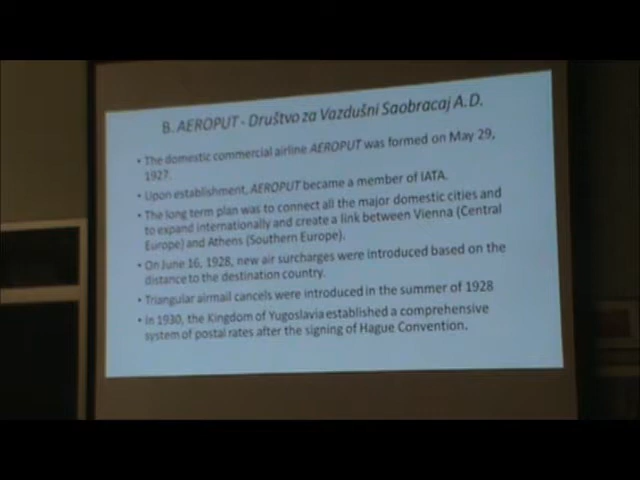 B. AEROPUT - Društvo za Vazdušni Saobracaj A.D.
• The domestic commercial airline AEROPUT was formed on May 29,
1927.
• Upon establishment, AEROPUT became a member of IATA.
• The long term plan was to connect all the major domestic cities and
to expand internationally and create a link between Vienna (Central
Europe) and Athens (Southern Europe).
• On June 16, 1928, new air surcharges were introduced based on the
distance to the destination country.
• Triangular airmail cancels were introduced in the summer of 1928
• In 1930, the Kingdom of Yugoslavia established a comprehensive
system of postal rates after the signing of Hague Convention.